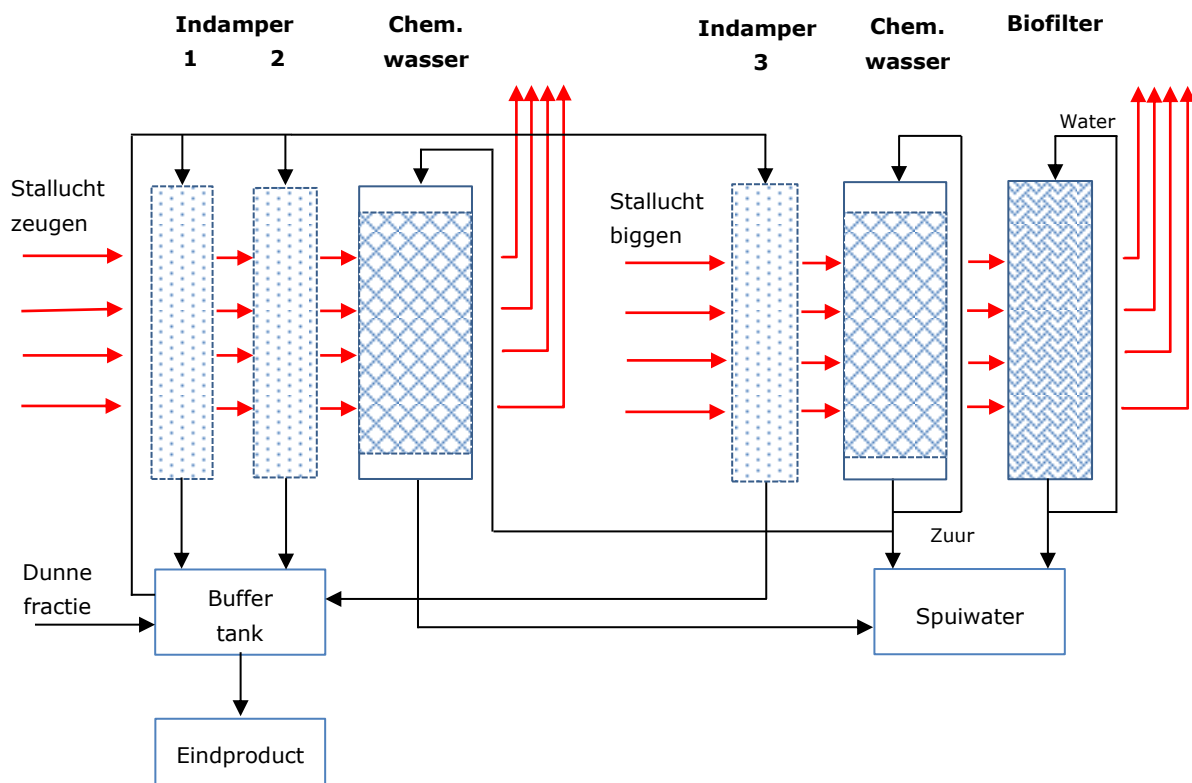 Indamper
1 2
Chem.
wasser
Indamper
3
Chem.
wasser
Biofilter
Water
Stallucht
zeugen
Stallucht
biggen
Zuur
Dunne
fractie
Buffer
tank
Spuiwater
Eindproduct